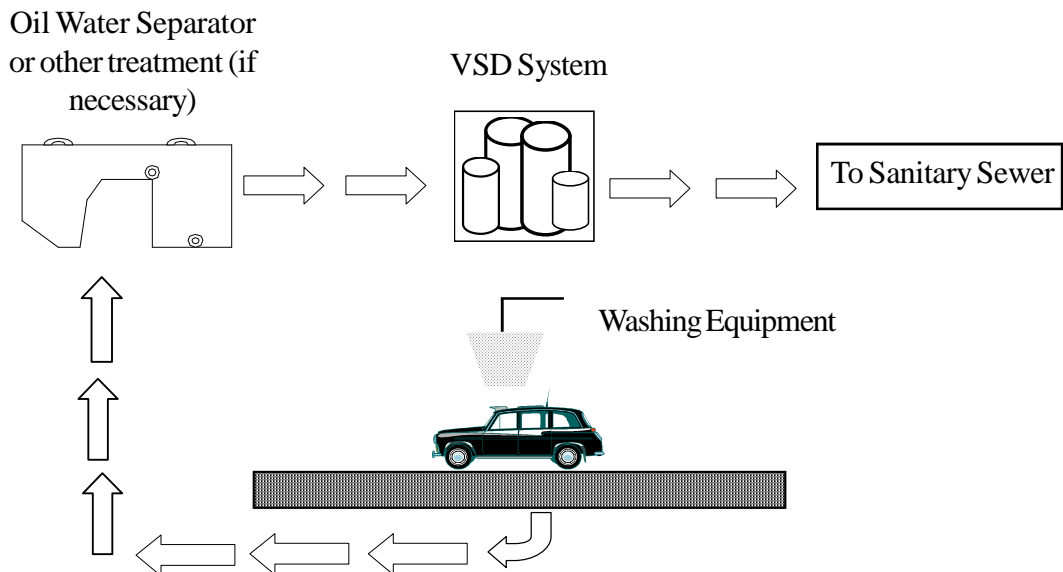 Oil Water Separator
or other treatment (if
necessary)
VSD System
To Sanitary Sewer
Washing Equipment